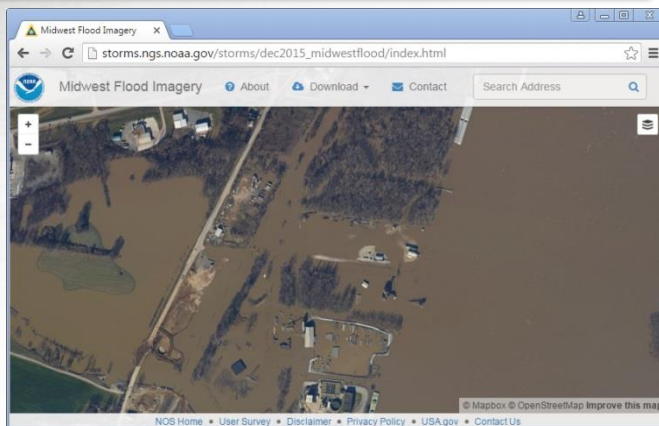 Midwest Flood Imagery
storms.ngs.noaa.gov/storms/dec2015_midwestflood/index.html
NOAA Midwest Flood Imagery About Download Contact Search Address
+
-
© Mapbox © OpenStreetMap Improve this map
NOS Home • User Survey • Disclaimer • Privacy Policy • USA.gov • Contact Us